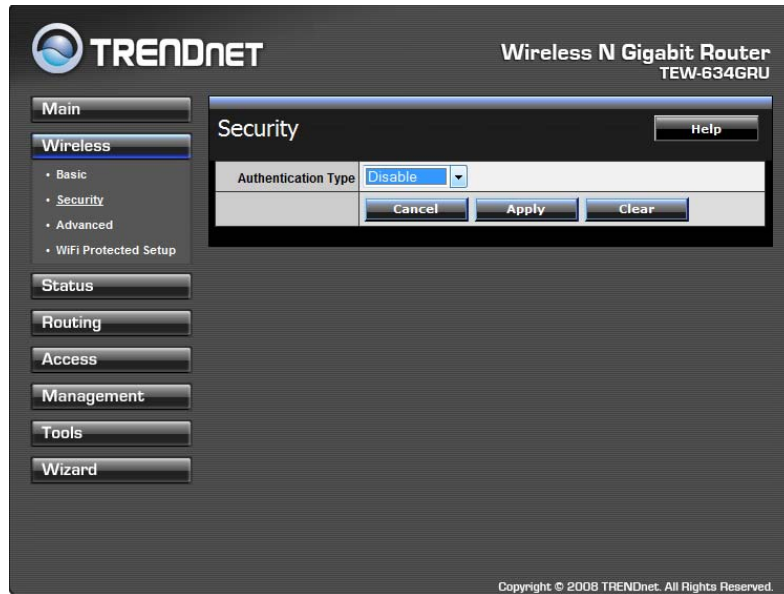 TRENDNET
Wireless N Gigabit Router
TEW-634GRU
Main
Wireless
• Basic
• Security
• Advanced
• WiFi Protected Setup
Status
Routing
Access
Management
Tools
Wizard
Security
Help
Authentication Type Disable
Cancel Apply Clear
Copyright © 2008 TRENDnet. All Rights Reserved.